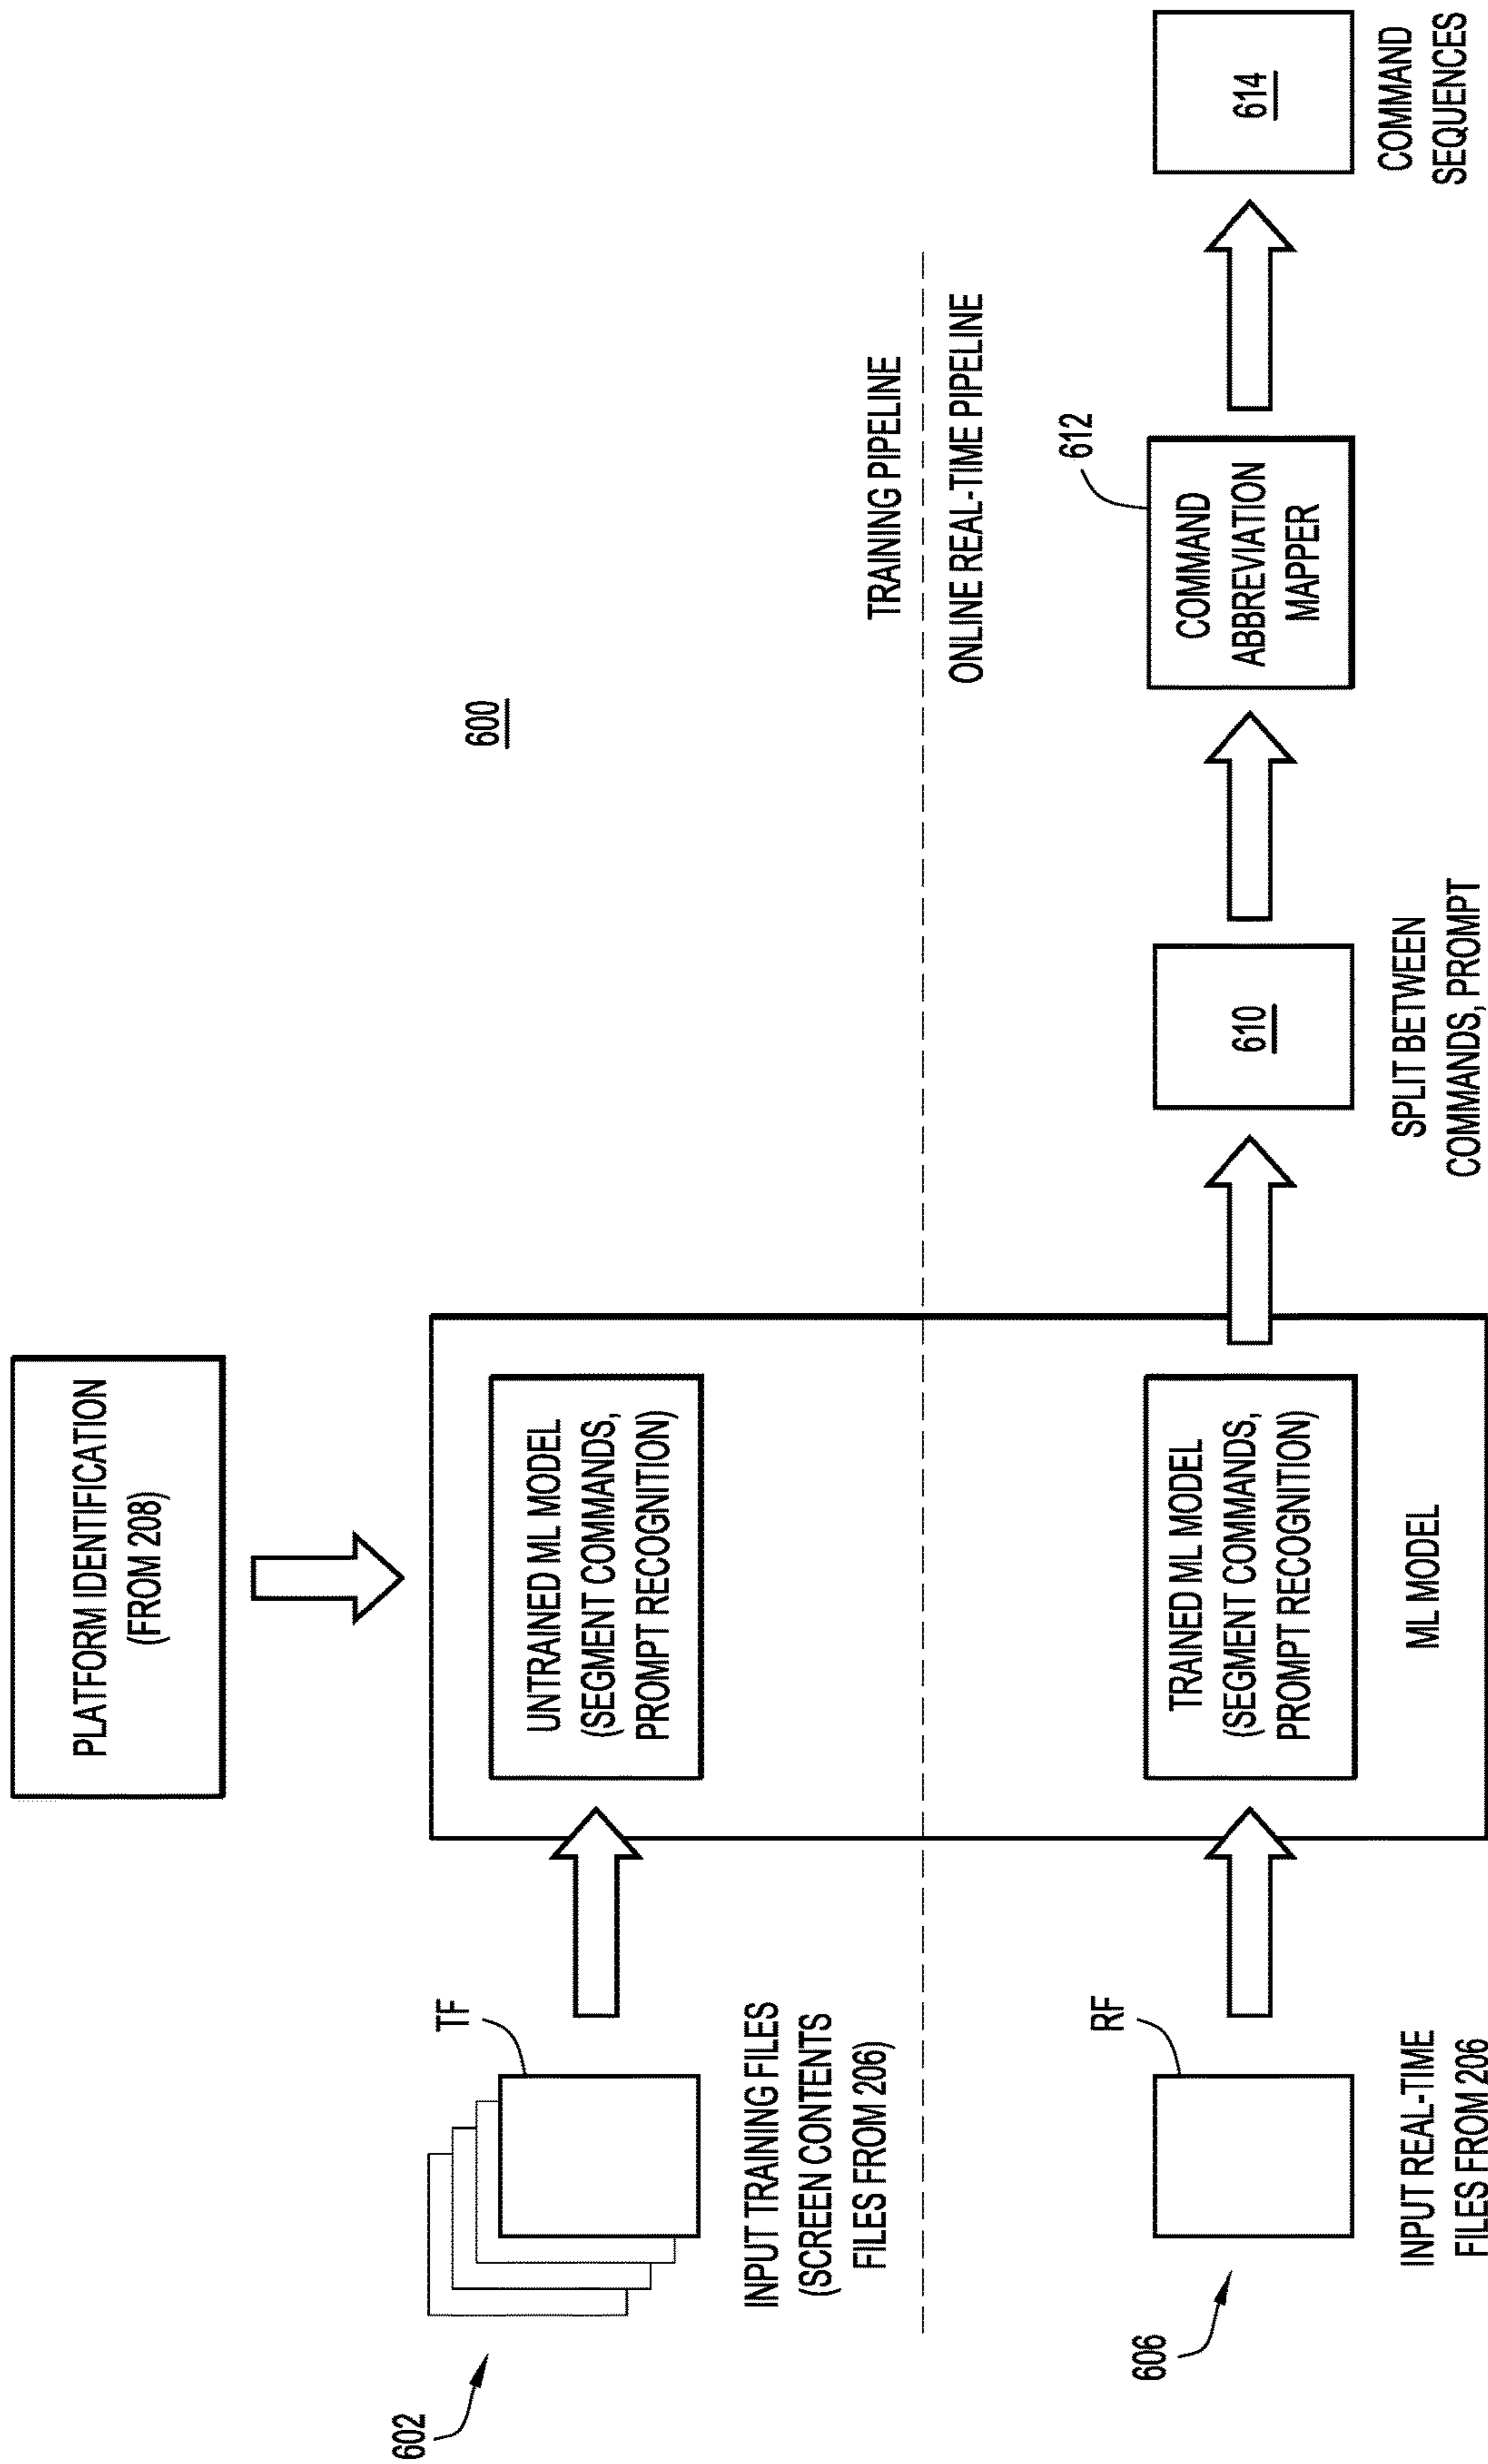 PLATFORM IDENTIFICATION
(FROM 208)
600
602
TF
INPUT TRAINING FILES
(SCREEN CONTENTS
FILES FROM 206)
UNTRAINED ML MODEL
(SEGMENT COMMANDS,
PROMPT RECOGNITION)
TRAINING PIPELINE
ONLINE REAL-TIME PIPELINE
606
RF
INPUT REAL-TIME
FILES FROM 206
TRAINED ML MODEL
(SEGMENT COMMANDS,
PROMPT RECOGNITION)
ML MODEL
610
SPLIT BETWEEN
COMMANDS, PROMPT
612
COMMAND
ABBREVIATION
MAPPER
614
COMMAND
SEQUENCES